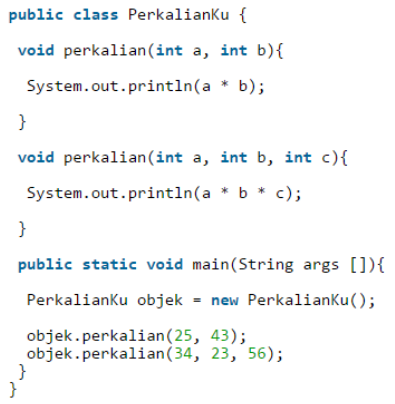 public class PerkalianKu {
void perkalian(int a, int b){
System.out.println(a * b);
}
void perkalian(int a, int b, int c){
System.out.println(a * b * c);
}
public static void main(String args []){
PerkalianKu objek = new PerkalianKu();
objek.perkalian(25, 43);
objek.perkalian(34, 23, 56);
}
}